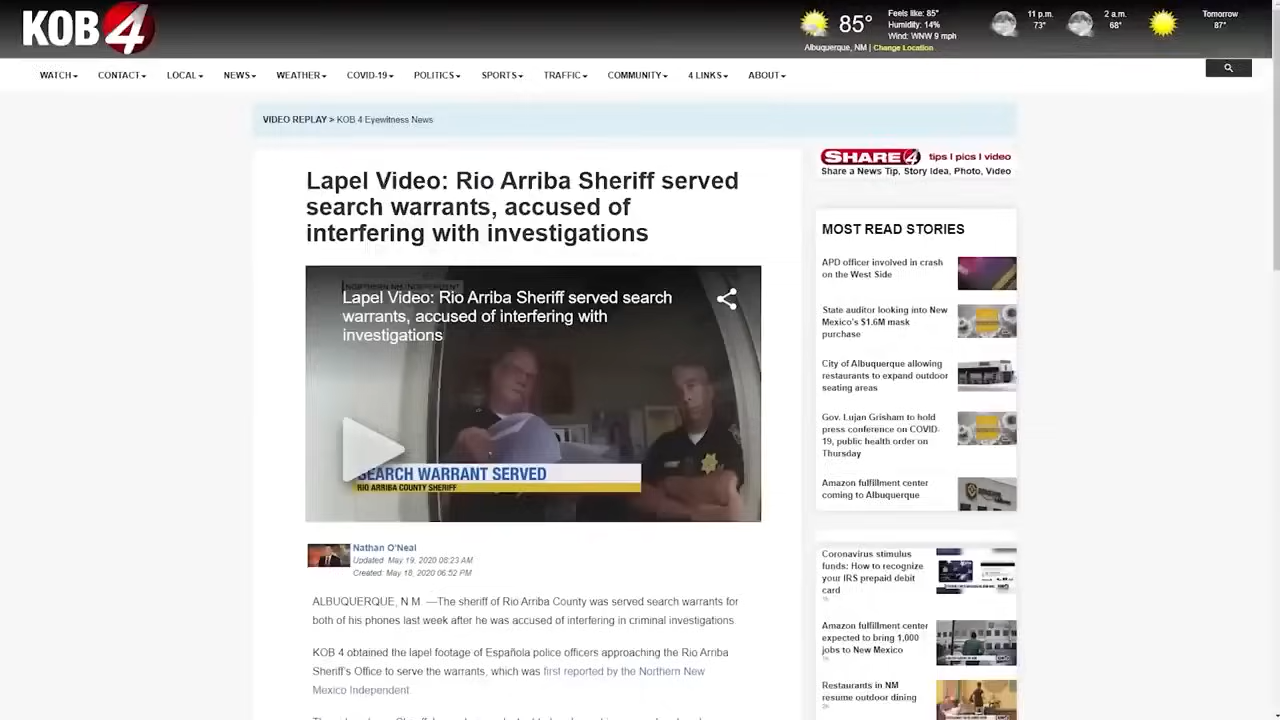 KOB 4
85°
Feels like: 85°
Humidity: 14%
Wind: WNW 9 mph
Albuquerque, NM | Change Location
11 p.m.
73°
2 a.m.
68°
Tomorrow
87°
WATCH CONTACT LOCAL NEWS WEATHER COVID-19 POLITICS SPORTS TRAFFIC COMMUNITY 4 LINKS ABOUT
VIDEO REPLAY > KOB 4 Eyewitness News
Lapel Video: Rio Arriba Sheriff served
search warrants, accused of
interfering with investigations
Lapel Video: Rio Arriba Sheriff served search
warrants, accused of interfering with
investigations
SEARCH WARRANT SERVED
RIO ARRIBA COUNTY SHERIFF
Nathan O'Neal
Updated: May 19, 2020 08:23 AM
Created: May 18, 2020 06:52 PM
ALBUQUERQUE, N M —The sheriff of Rio Arriba County was served search warrants for
both of his phones last week after he was accused of interfering in criminal investigations.
KOB 4 obtained the lapel footage of Española police officers approaching the Rio Arriba
Sheriff's Office to serve the warrants, which was first reported by the Northern New
Mexico Independent
SHARE 4 tips | pics | video
Share a News Tip, Story Idea, Photo, Video
MOST READ STORIES
APD officer involved in crash
on the West Side
State auditor looking into New
Mexico's $1.6M mask
purchase
City of Albuquerque allowing
restaurants to expand outdoor
seating areas
Gov. Lujan Grisham to hold
press conference on COVID-
19, public health order on
Thursday
Amazon fulfillment center
coming to Albuquerque
Coronavirus stimulus
funds: How to recognize
your IRS prepaid debit
card
Amazon fulfillment center
expected to bring 1,000
jobs to New Mexico
Restaurants in NM
resume outdoor dining